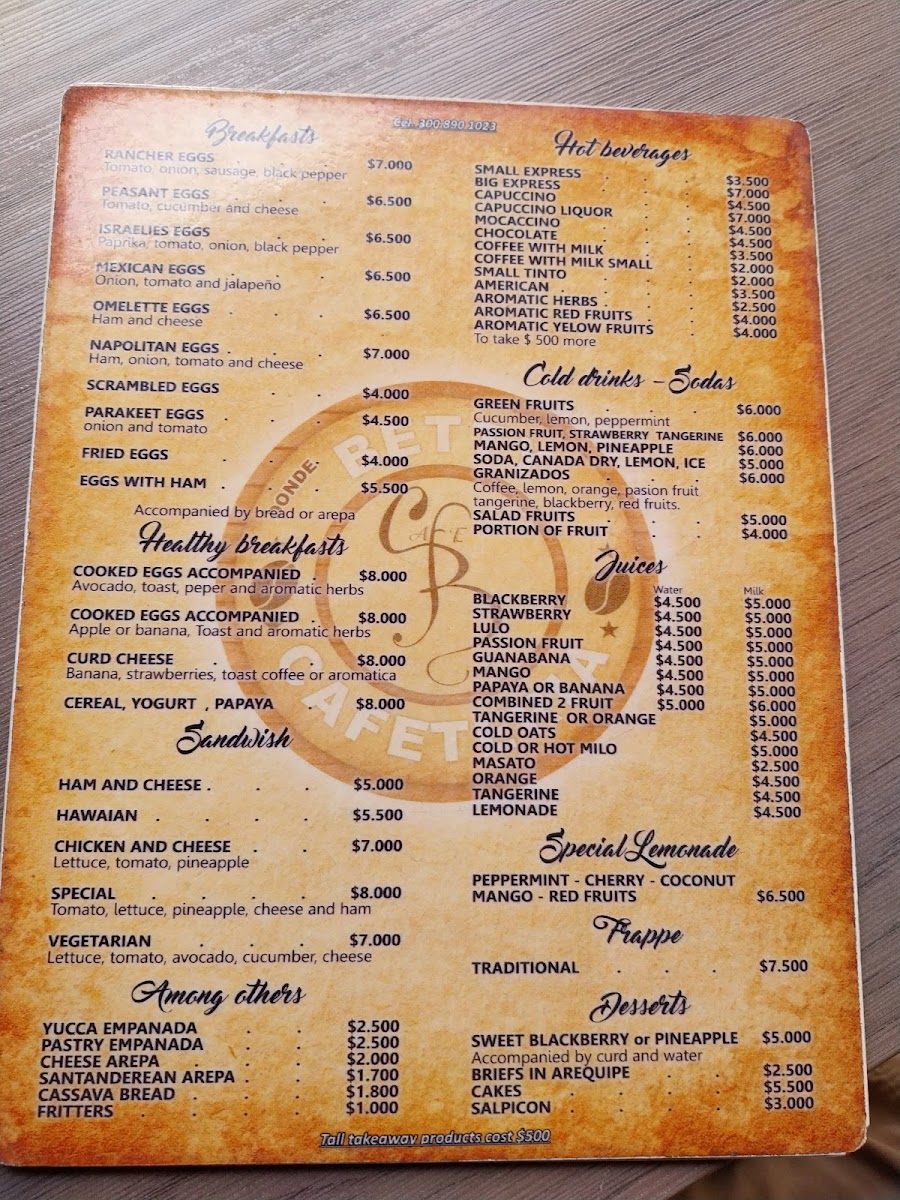 Cel. 300 890 1023
Breakfasts
RANCHER EGGS . . . $7.000
Tomato, onion, sausage, black pepper
PEASANT EGGS . . . $6.500
Tomato, cucumber and cheese
ISRAELIES EGGS . . . $6.500
Paprika, tomato, onion, black pepper
MEXICAN EGGS . . . $6.500
Onion, tomato and jalapeño
OMELETTE EGGS . . . $6.500
Ham and cheese
NAPOLITAN EGGS . . . $7.000
Ham, onion, tomato and cheese
SCRAMBLED EGGS $4.000
PARAKEET EGGS . . . $4.500
onion and tomato
FRIED EGGS . . . $4.000
EGGS WITH HAM . . . $5.500
Accompanied by bread or arepa
Healthy breakfasts
COOKED EGGS ACCOMPANIED . $8.000
Avocado, toast, peper and aromatic herbs
COOKED EGGS ACCOMPANIED . $8.000
Apple or banana, Toast and aromatic herbs
CURD CHEESE . . . $8.000
Banana, strawberries, toast coffee or aromatica
CEREAL, YOGURT , PAPAYA $8.000
Sandwish
HAM AND CHEESE . . . $5.000
HAWAIAN . . . . $5.500
CHICKEN AND CHEESE . . $7.000
Lettuce, tomato, pineapple
SPECIAL . . . . $8.000
Tomato, lettuce, pineapple, cheese and ham
VEGETARIAN . . . $7.000
Lettuce, tomato, avocado, cucumber, cheese
Among others
YUCCA EMPANADA . . $2.500
PASTRY EMPANADA . . $2.500
CHEESE AREPA . . $2.000
SANTANDEREAN AREPA . . $1.700
CASSAVA BREAD . . . $1.800
FRITTERS . . . . $1.000
Hot beverages
SMALL EXPRESS . . . $3.500
BIG EXPRESS . . . $7.000
CAPUCCINO . . . $4.500
CAPUCCINO LIQUOR . . $7.000
MOCACCINO . . . $4.500
CHOCOLATE . . . $4.500
COFFEE WITH MILK . . $3.500
COFFEE WITH MILK SMALL . $2.000
SMALL TINTO . . . $2.000
AMERICAN . . . . $3.500
AROMATIC HERBS . . . $2.500
AROMATIC RED FRUITS . . $4.000
AROMATIC YELOW FRUITS . $4.000
To take $ 500 more
Cold drinks - Sodas
GREEN FRUITS . . . $6.000
Cucumber, lemon, peppermint
PASSION FRUIT, STRAWBERRY TANGERINE $6.000
MANGO, LEMON, PINEAPPLE $6.000
SODA, CANADA DRY, LEMON, ICE $5.000
GRANIZADOS . . . $6.000
Coffee, lemon, orange, pasion fruit
tangerine, blackberry, red fruits.
SALAD FRUITS . . . $5.000
PORTION OF FRUIT . . $4.000
Juices
Water Milk
BLACKBERRY $4.500 $5.000
STRAWBERRY $4.500 $5.000
LULO $4.500 $5.000
PASSION FRUIT $4.500 $5.000
GUANABANA $4.500 $5.000
MANGO $4.500 $5.000
PAPAYA OR BANANA $4.500 $5.000
COMBINED 2 FRUIT $5.000 $6.000
TANGERINE OR ORANGE $5.000
COLD OATS $4.500
COLD OR HOT MILO $5.000
MASATO $2.500
ORANGE $4.500
TANGERINE $4.500
LEMONADE $4.500
Special Lemonade
PEPPERMINT - CHERRY - COCONUT
MANGO - RED FRUITS $6.500
Frappe
TRADITIONAL . . . $7.500
Desserts
SWEET BLACKBERRY or PINEAPPLE $5.000
Accompanied by curd and water
BRIEFS IN AREQUIPE . . $2.500
CAKES . . . . $5.500
SALPICON . . . . $3.000
Tall takeaway products cost $500